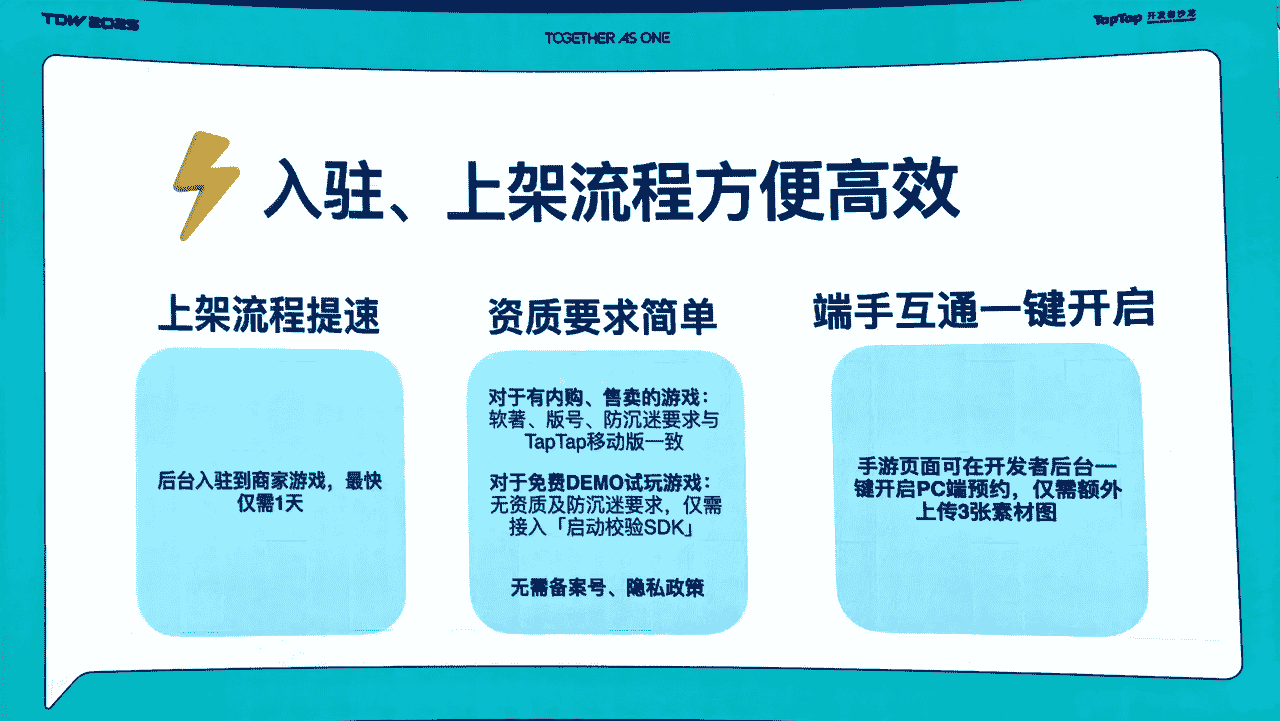 TDW 2025
TOGETHER AS ONE
TapTap 开发者沙龙
入驻、上架流程方便高效
上架流程提速
后台入驻到商家游戏，最快
仅需1天
资质要求简单
对于有内购、售卖的游戏：
软著、版号、防沉迷要求与
TapTap移动版一致
对于免费DEMO试玩游戏：
无资质及防沉迷要求，仅需
接入「启动校验SDK」
无需备案号、隐私政策
端手互通一键开启
手游页面可在开发者后台一
键开启PC端预约，仅需额外
上传3张素材图